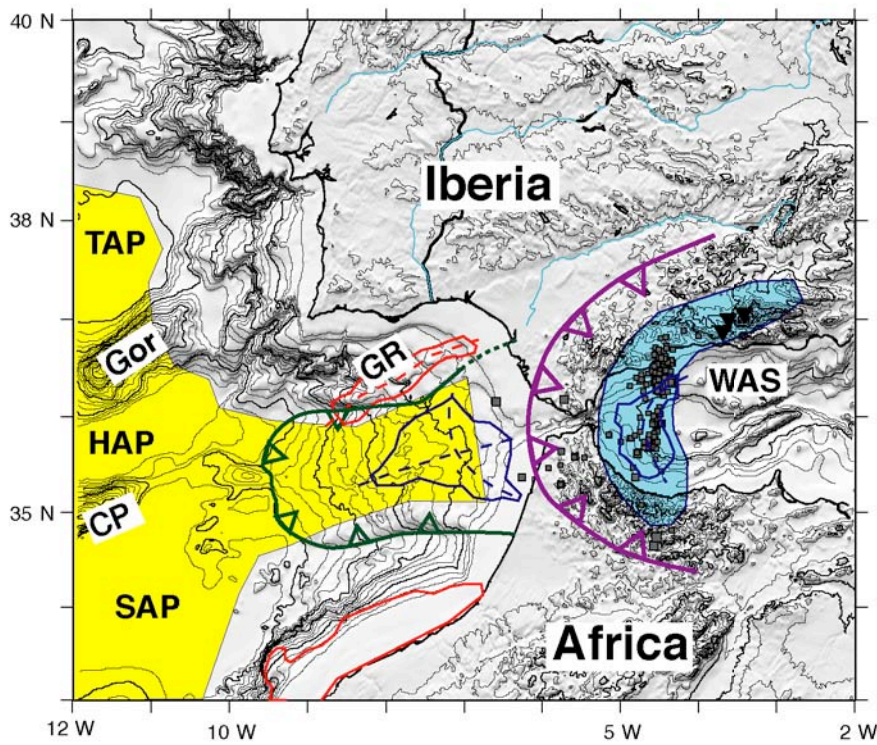 40 N
Iberia
38 N
TAP
Gor
GR
WAS
HAP
35 N
CP
SAP
Africa
12 W
10 W
5 W
2 W